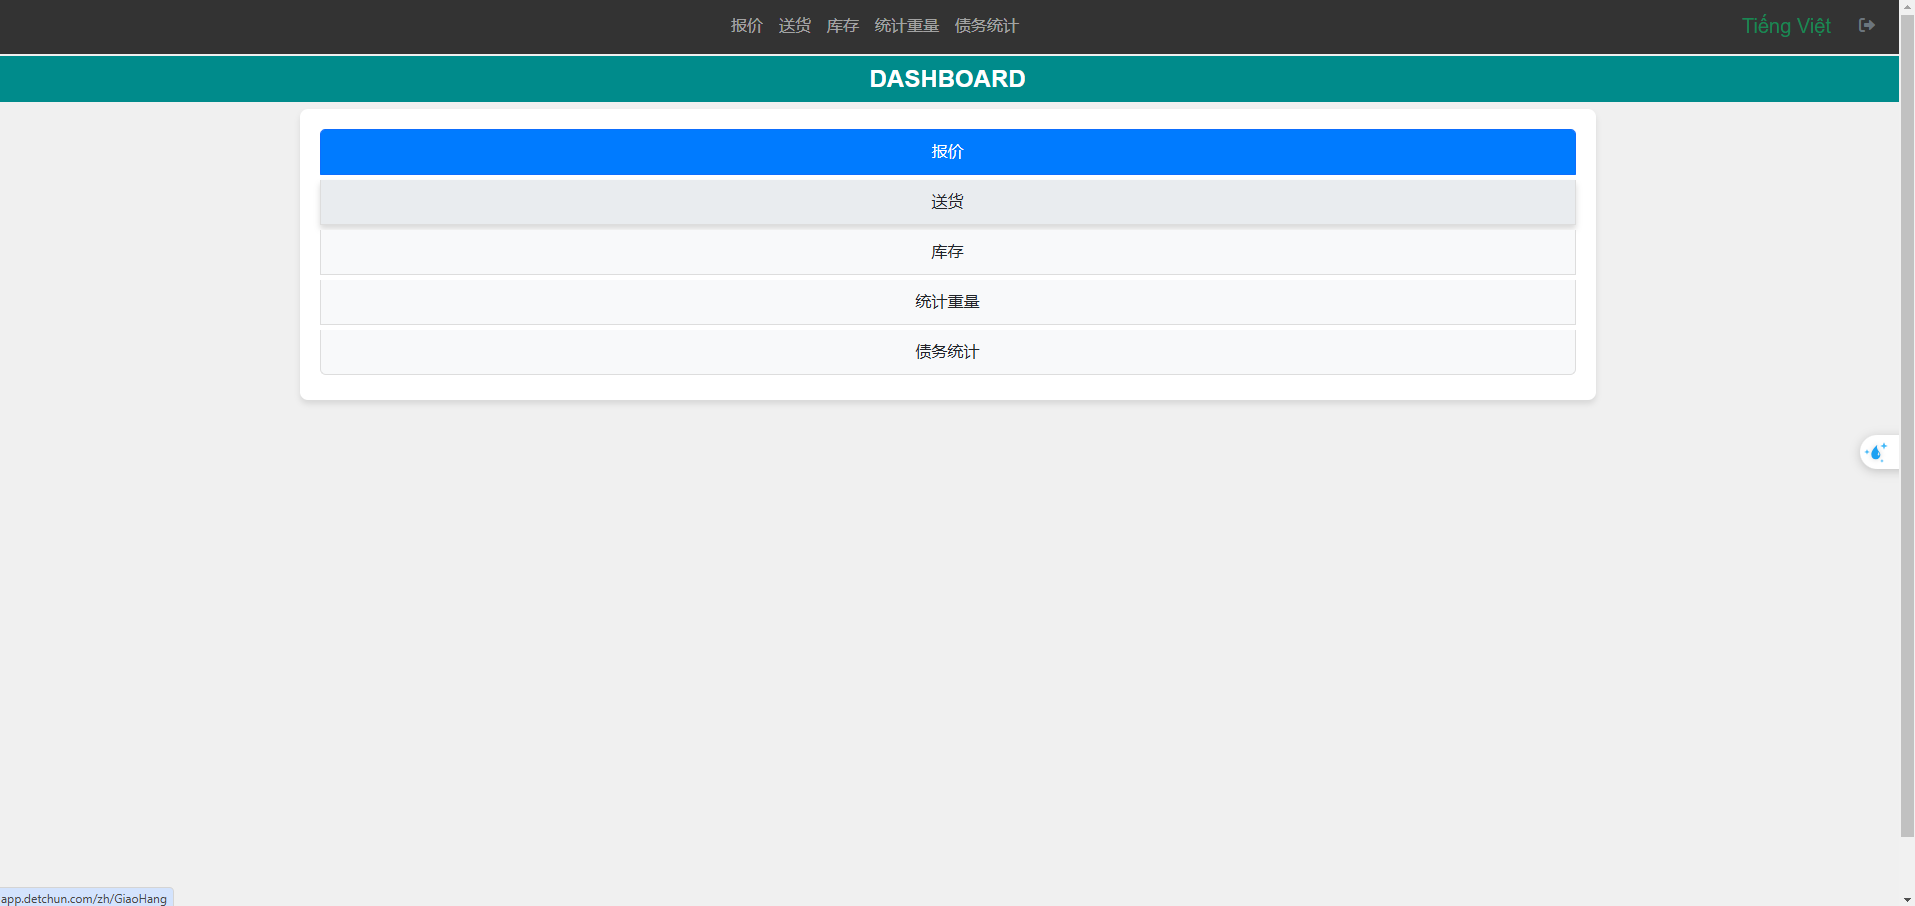 报价 送货 库存 统计重量 债务统计 Tiếng Việt
DASHBOARD
报价
送货
库存
统计重量
债务统计
app.detchun.com/zh/GiaoHang